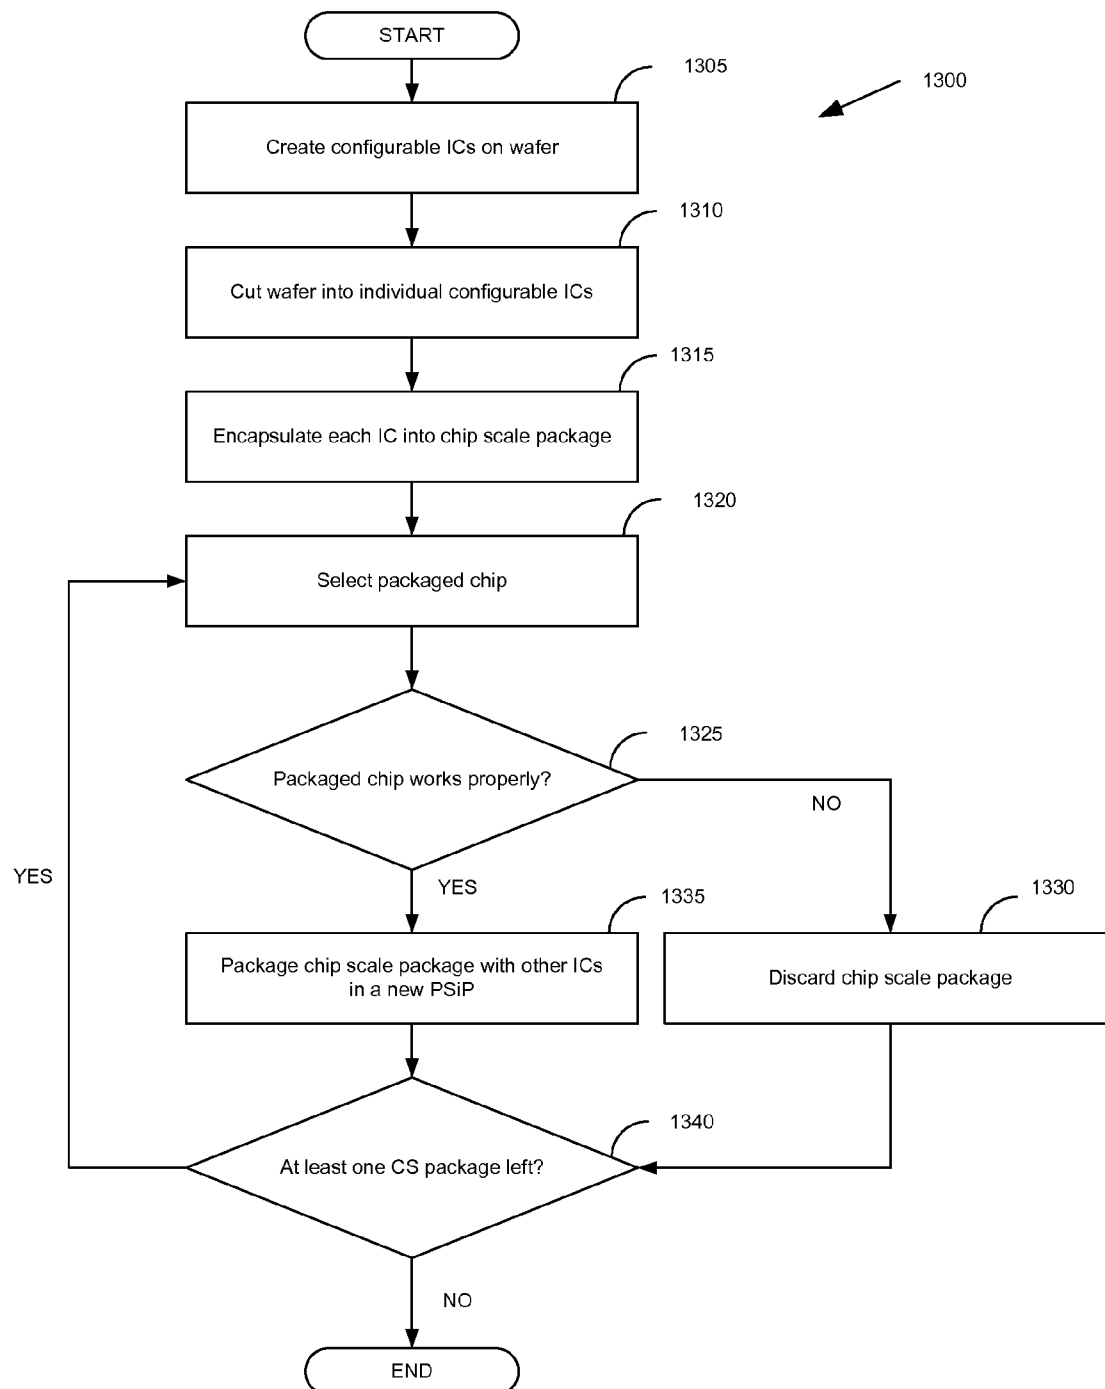 START
1305
1300
Create configurable ICs on wafer
1310
Cut wafer into individual configurable ICs
1315
Encapsulate each IC into chip scale package
1320
Select packaged chip
1325
Packaged chip works properly?
NO
YES
YES
1335
1330
Package chip scale package with other ICs
in a new PSiP
Discard chip scale package
1340
At least one CS package left?
NO
END